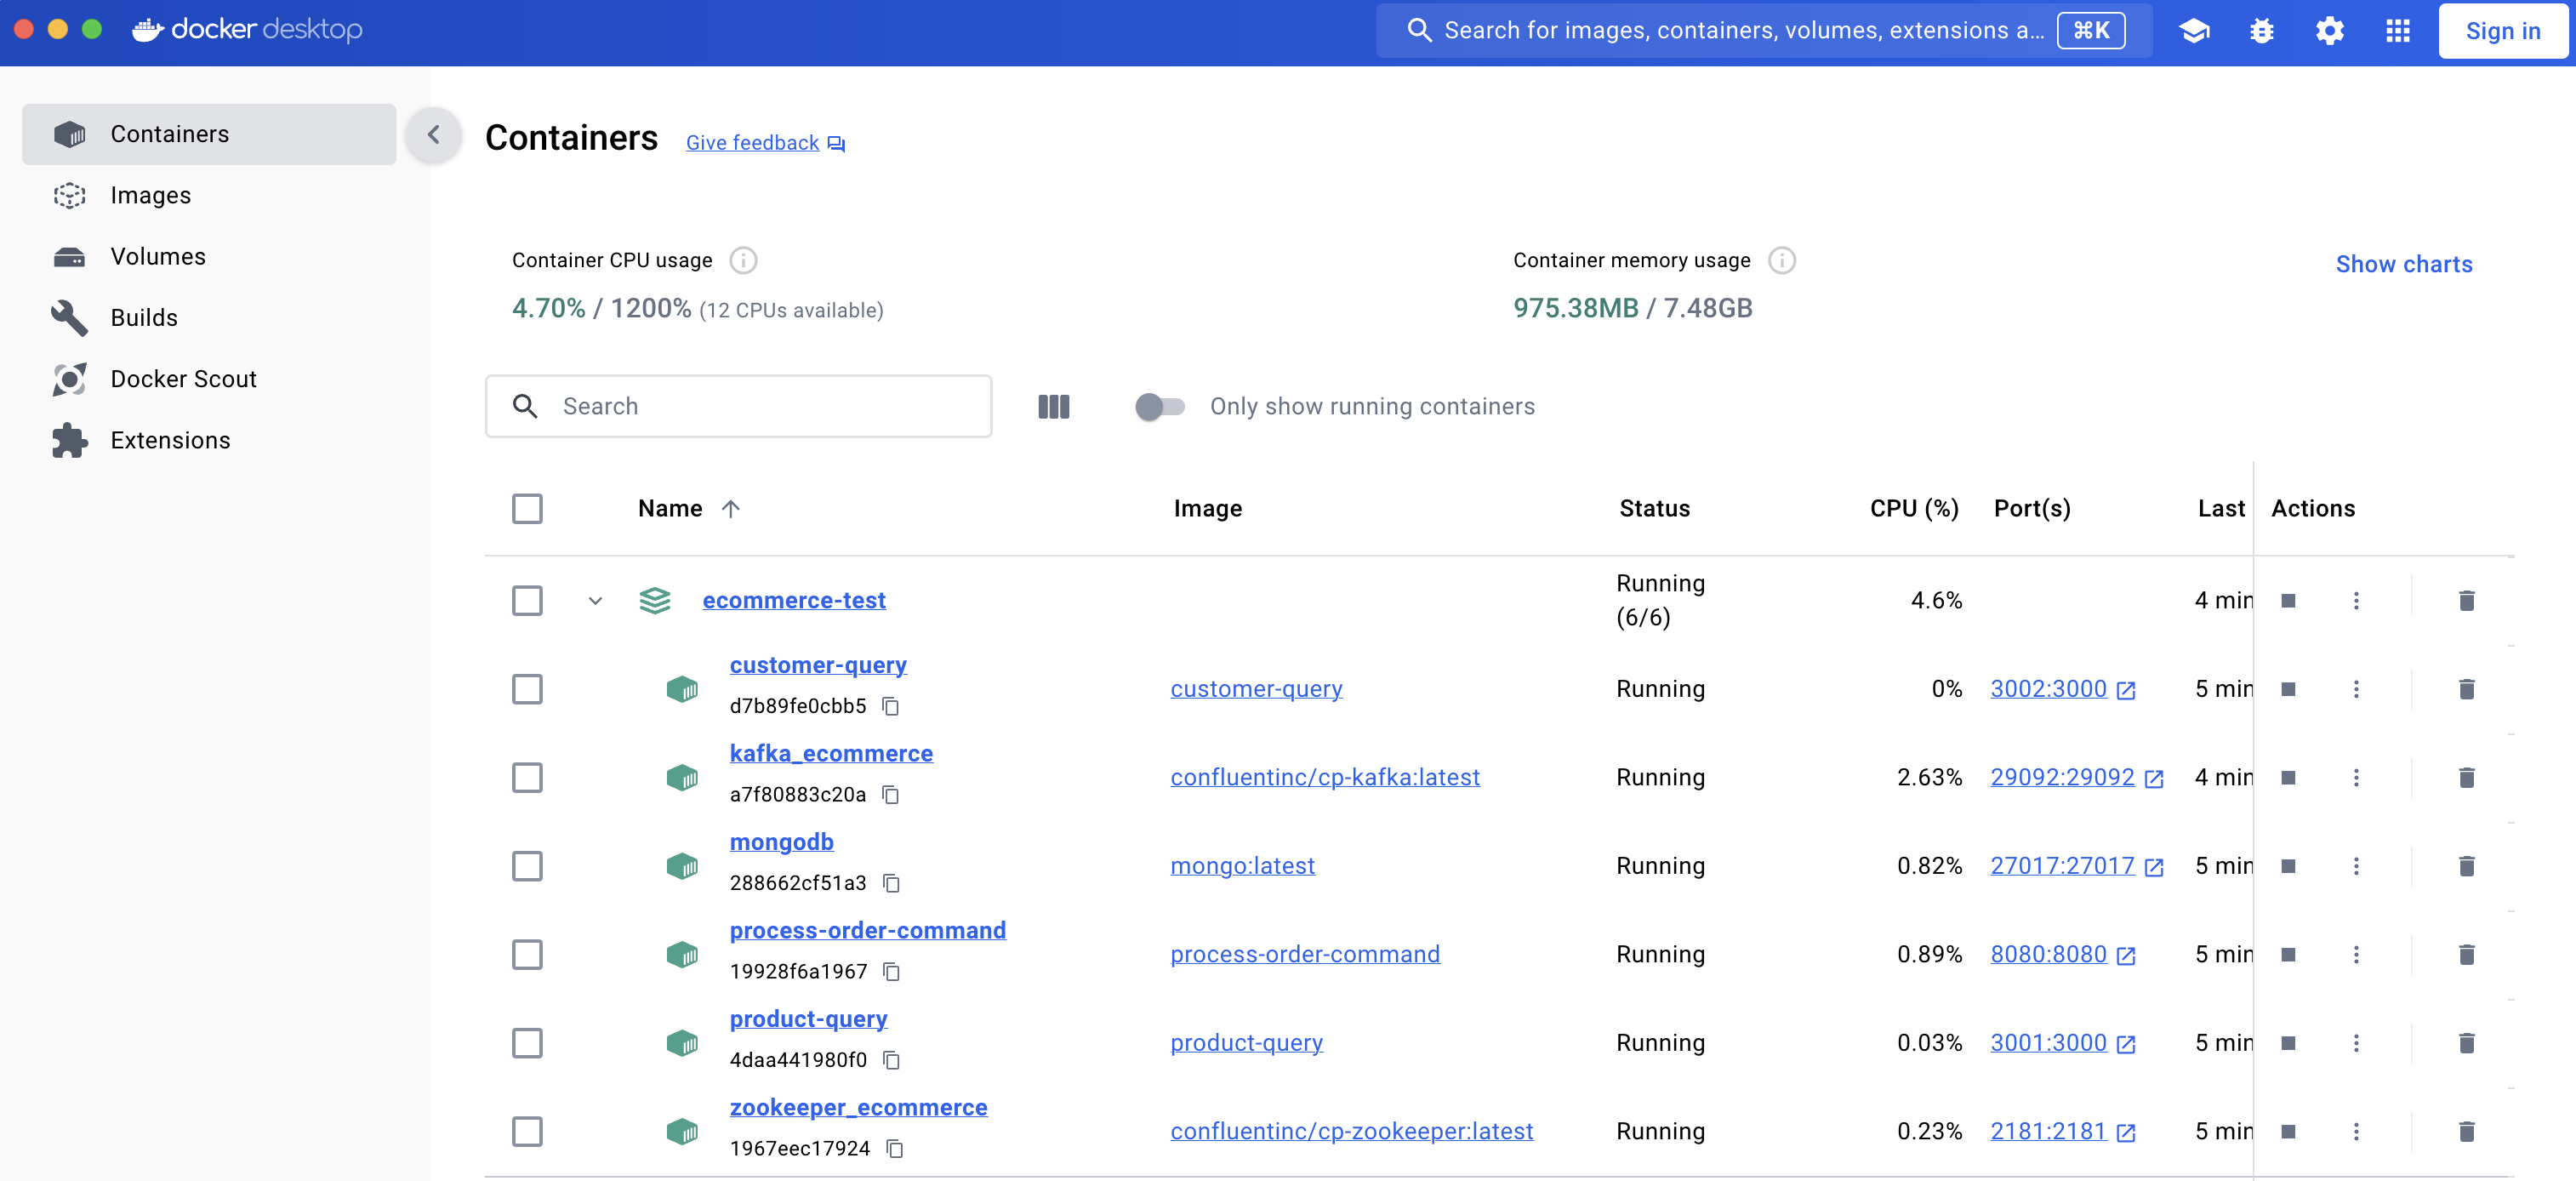 docker desktop
Search for images, containers, volumes, extensions a... ⌘K
Sign in
Containers
Images
Volumes
Builds
Docker Scout
Extensions
Containers Give feedback
Container CPU usage
4.70% / 1200% (12 CPUs available)
Container memory usage
975.38MB / 7.48GB
Show charts
Search
Only show running containers
Name Image Status CPU (%) Port(s) Last Actions
ecommerce-test Running (6/6) 4.6% 4 min
customer-query
d7b89fe0cbb5 customer-query Running 0% 3002:3000 5 min
kafka_ecommerce
a7f80883c20a confluentinc/cp-kafka:latest Running 2.63% 29092:29092 4 min
mongodb
288662cf51a3 mongo:latest Running 0.82% 27017:27017 5 min
process-order-command
19928f6a1967 process-order-command Running 0.89% 8080:8080 5 min
product-query
4daa441980f0 product-query Running 0.03% 3001:3000 5 min
zookeeper_ecommerce
1967eec17924 confluentinc/cp-zookeeper:latest Running 0.23% 2181:2181 5 min